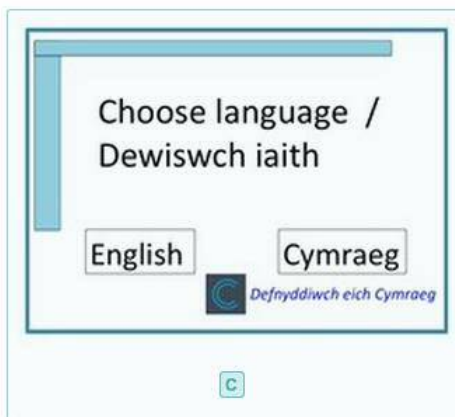 Choose language /
Dewiswch iaith
English
Cymraeg
Defnyddiwch eich Cymraeg
C